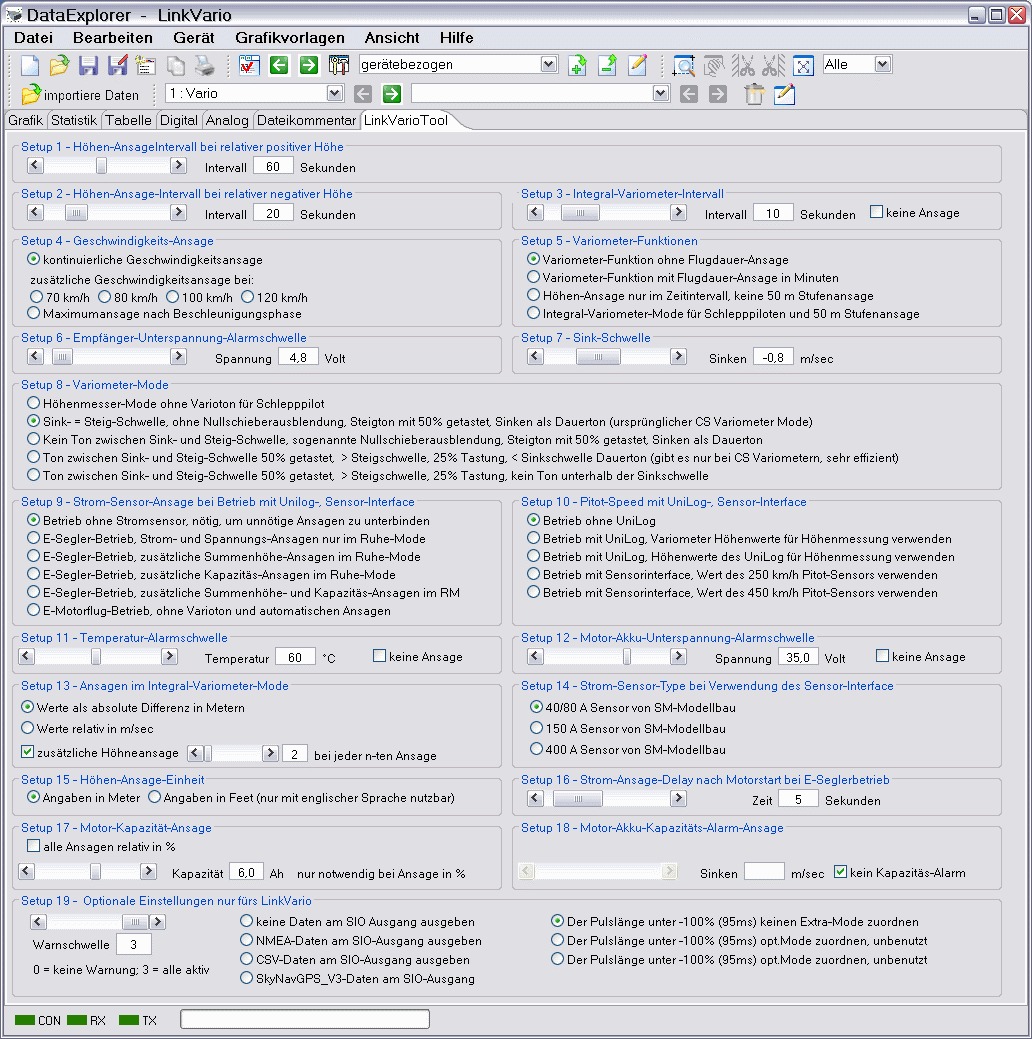 DataExplorer - LinkVario
Datei Bearbeiten Gerät Grafikvorlagen Ansicht Hilfe
gerätebezogen Alle
importiere Daten 1 : Vario
Grafik Statistik Tabelle Digital Analog Dateikommentar LinkVarioTool
Setup 1 - Höhen-AnsageIntervall bei relativer positiver Höhe
Intervall 60 Sekunden
Setup 2 - Höhen-Ansage-Intervall bei relativer negativer Höhe
Intervall 20 Sekunden
Setup 3 - Integral-Variometer-Intervall
Intervall 10 Sekunden keine Ansage
Setup 4 - Geschwindigkeits-Ansage
kontinuierliche Geschwindigkeitsansage
zusätzliche Geschwindigkeitsansage bei:
70 km/h 80 km/h 100 km/h 120 km/h
Maximumansage nach Beschleunigungsphase
Setup 5 - Variometer-Funktionen
Variometer-Funktion ohne Flugdauer-Ansage
Variometer-Funktion mit Flugdauer-Ansage in Minuten
Höhen-Ansage nur im Zeitintervall, keine 50 m Stufenansage
Integral-Variometer-Mode für Schlepppiloten und 50 m Stufenansage
Setup 6 - Empfänger-Unterspannung-Alarmschwelle
Spannung 4,8 Volt
Setup 7 - Sink-Schwelle
Sinken -0,8 m/sec
Setup 8 - Variometer-Mode
Höhenmesser-Mode ohne Varioton für Schlepppilot
Sink- = Steig-Schwelle, ohne Nullschieberausblendung, Steigton mit 50% getastet, Sinken als Dauerton (ursprünglicher CS Variometer Mode)
Kein Ton zwischen Sink- und Steig-Schwelle, sogenannte Nullschieberausblendung, Steigton mit 50% getastet, Sinken als Dauerton
Ton zwischen Sink- und Steig-Schwelle 50% getastet, > Steigschwelle, 25% Tastung, < Sinkschwelle Dauerton (gibt es nur bei CS Variometern, sehr effizient)
Ton zwischen Sink- und Steig-Schwelle 50% getastet, > Steigschwelle, 25% Tastung, kein Ton unterhalb der Sinkschwelle
Setup 9 - Strom-Sensor-Ansage bei Betrieb mit Unilog-, Sensor-Interface
Betrieb ohne Stromsensor, nötig, um unnötige Ansagen zu unterbinden
E-Segler-Betrieb, Strom- und Spannungs-Ansagen nur im Ruhe-Mode
E-Segler-Betrieb, zusätzliche Summenhöhe-Ansagen im Ruhe-Mode
E-Segler-Betrieb, zusätzliche Kapazitäs-Ansagen im Ruhe-Mode
E-Segler-Betrieb, zusätzliche Summenhöhe- und Kapazitäs-Ansagen im RM
E-Motorflug-Betrieb, ohne Varioton und automatischen Ansagen
Setup 10 - Pitot-Speed mit UniLog-, Sensor-Interface
Betrieb ohne UniLog
Betrieb mit UniLog, Variometer Höhenwerte für Höhenmessung verwenden
Betrieb mit UniLog, Höhenwerte des UniLog für Höhenmessung verwenden
Betrieb mit Sensorinterface, Wert des 250 km/h Pitot-Sensors verwenden
Betrieb mit Sensorinterface, Wert des 450 km/h Pitot-Sensors verwenden
Setup 11 - Temperatur-Alarmschwelle
Temperatur 60 °C keine Ansage
Setup 12 - Motor-Akku-Unterspannung-Alarmschwelle
Spannung 35,0 Volt keine Ansage
Setup 13 - Ansagen im Integral-Variometer-Mode
Werte als absolute Differenz in Metern
Werte relativ in m/sec
zusätzliche Höhneansage 2 bei jeder n-ten Ansage
Setup 14 - Strom-Sensor-Type bei Verwendung des Sensor-Interface
40/80 A Sensor von SM-Modellbau
150 A Sensor von SM-Modellbau
400 A Sensor von SM-Modellbau
Setup 15 - Höhen-Ansage-Einheit
Angaben in Meter Angaben in Feet (nur mit englischer Sprache nutzbar)
Setup 16 - Strom-Ansage-Delay nach Motorstart bei E-Seglerbetrieb
Zeit 5 Sekunden
Setup 17 - Motor-Kapazität-Ansage
alle Ansagen relativ in %
Kapazität 6,0 Ah nur notwendig bei Ansage in %
Setup 18 - Motor-Akku-Kapazitäts-Alarm-Ansage
Sinken m/sec kein Kapazitäs-Alarm
Setup 19 - Optionale Einstellungen nur fürs LinkVario
Warnschwelle 3
0 = keine Warnung; 3 = alle aktiv
keine Daten am SIO Ausgang ausgeben
NMEA-Daten am SIO-Ausgang ausgeben
CSV-Daten am SIO-Ausgang ausgeben
SkyNavGPS_V3-Daten am SIO-Ausgang
Der Pulslänge unter -100% (95ms) keinen Extra-Mode zuordnen
Der Pulslänge unter -100% (95ms) opt.Mode zuordnen, unbenutzt
Der Pulslänge unter -100% (95ms) opt.Mode zuordnen, unbenutzt
CON RX TX